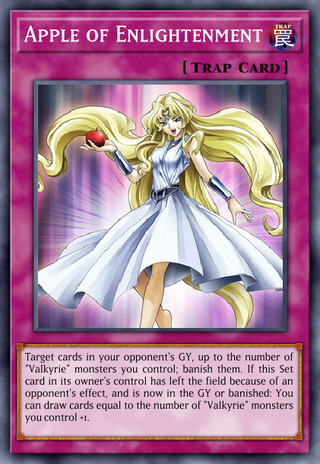 Apple of Enlightenment
TRAP
罠
[Trap Card]
Target cards in your opponent's GY, up to the number of
"Valkyrie" monsters you control; banish them. If this Set
card in its owner's control has left the field because of an
opponent's effect, and is now in the GY or banished: You
can draw cards equal to the number of "Valkyrie" monsters
you control +1.